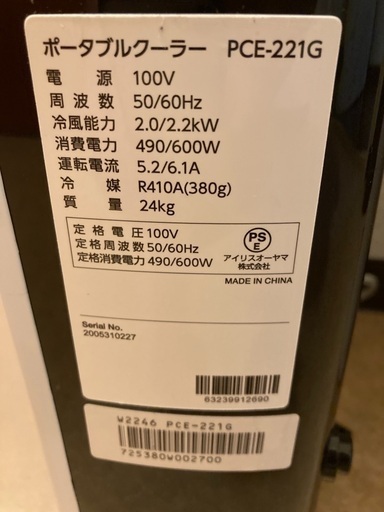 ポータブルクーラー PCE-221G
電源 100V
周波数 50/60Hz
冷風能力 2.0/2.2kW
消費電力 490/600W
運転電流 5.2/6.1A
冷媒 R410A(380g)
質量 24kg
定格電圧 100V
定格周波数 50/60Hz
定格消費電力 490/600W
PS
E
アイリスオーヤマ
株式会社
MADE IN CHINA
Serial No.
2005310227
63239912690
W2246 PCE-221G
725380W002700